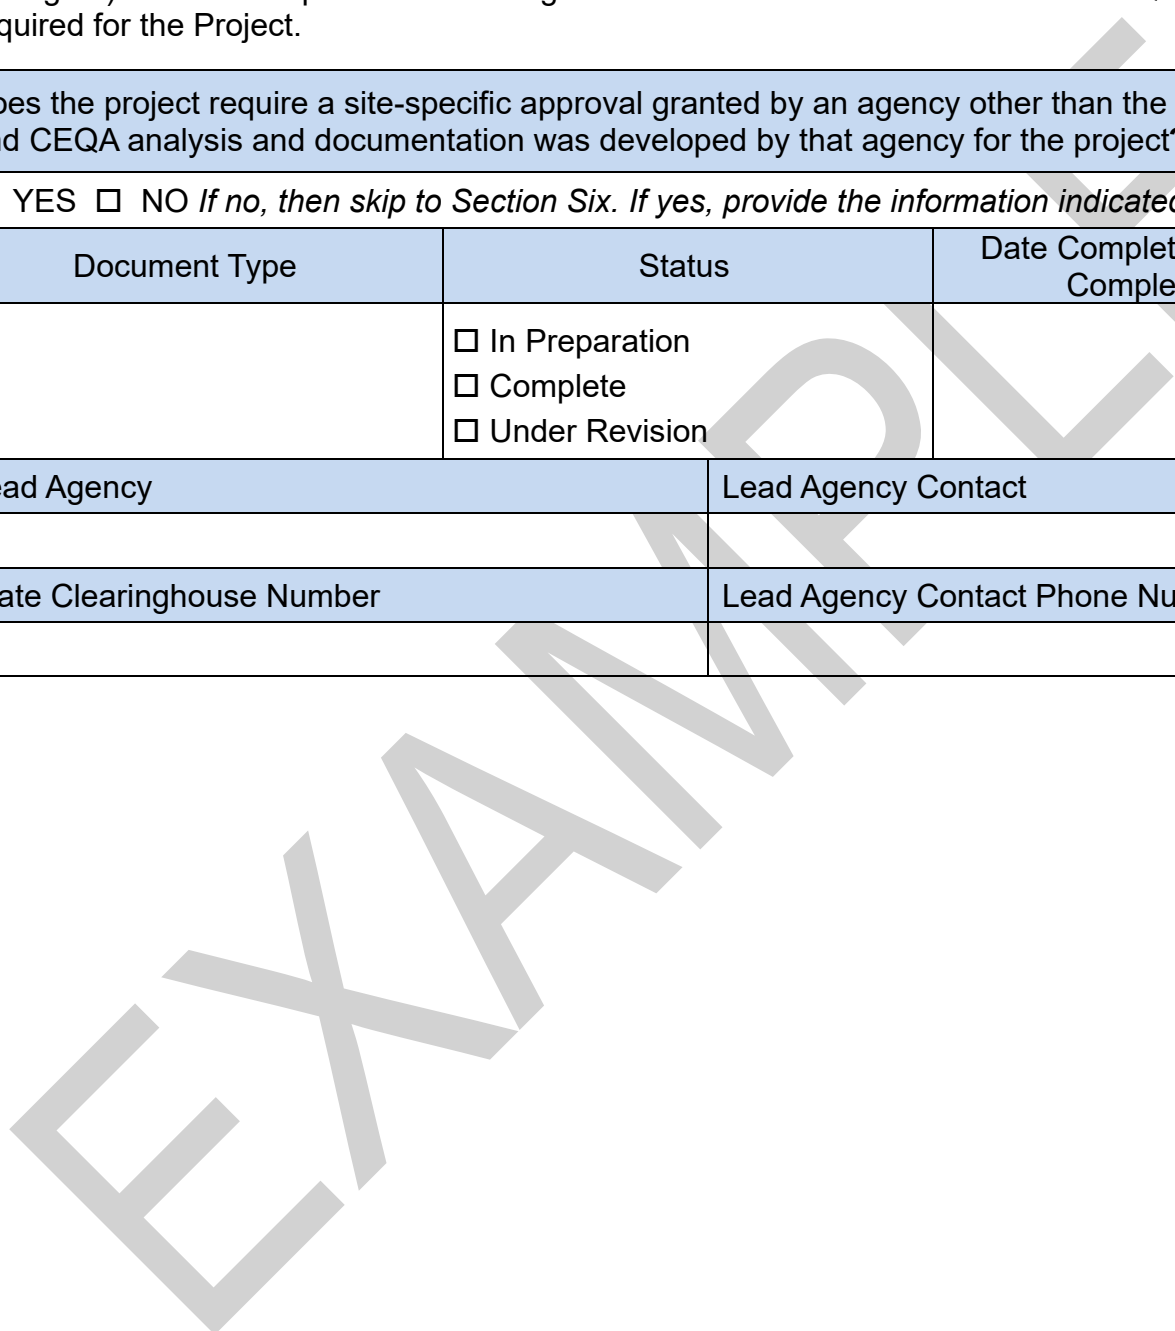 quired for the Project.
oes the project require a site-specific approval granted by an agency other than the
nd CEQA analysis and documentation was developed by that agency for the project?
YES ☐ NO If no, then skip to Section Six. If yes, provide the information indicated
Document Type
Status
Date Complet
Comple
☐ In Preparation
☐ Complete
☐ Under Revision
ead Agency
Lead Agency Contact
ate Clearinghouse Number
Lead Agency Contact Phone Nu
EXAMPLE